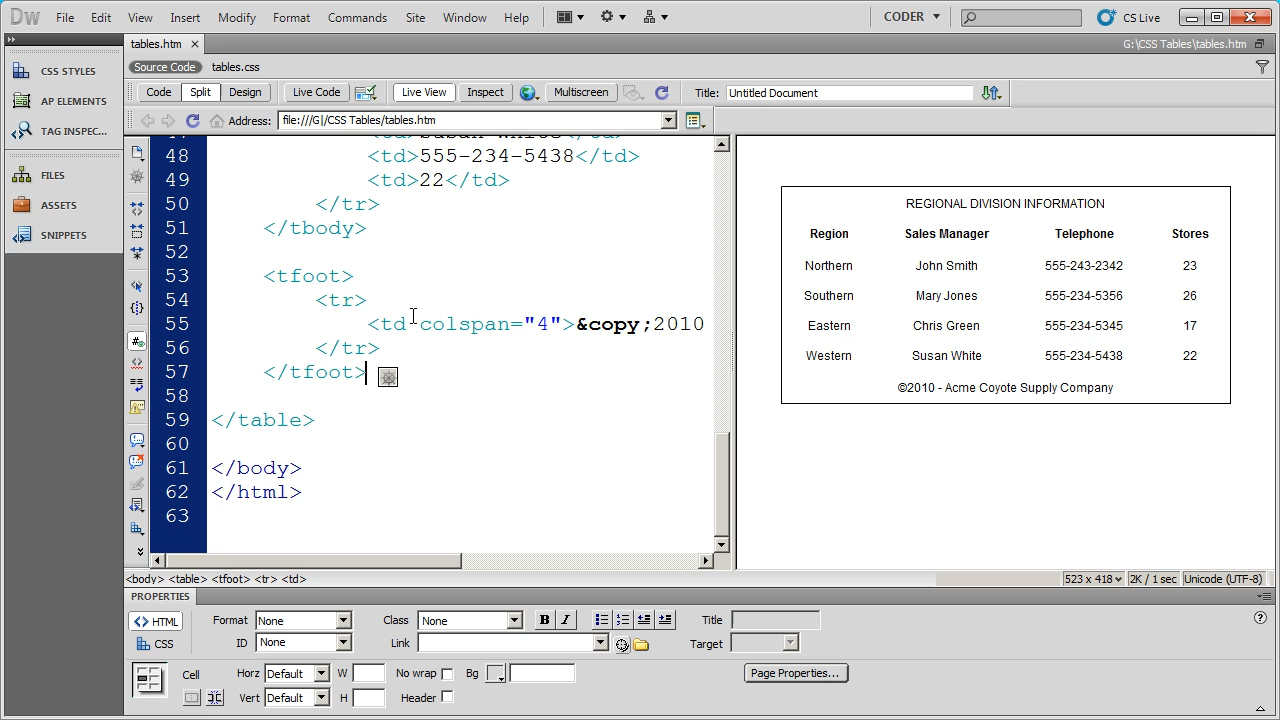 Dw File Edit View Insert Modify Format Commands Site Window Help CODER CS Live
tables.htm G:\CSS Tables\tables.htm
Source Code tables.css
Code Split Design Live Code Live View Inspect Multiscreen Title: Untitled Document
Address: file:///G|/CSS Tables/tables.htm
CSS STYLES
AP ELEMENTS
TAG INSPEC...
FILES
ASSETS
SNIPPETS
47 <td>Susan White</td>
48 <td>555-234-5438</td>
49 <td>22</td>
50 </tr>
51 </tbody>
52
53 <tfoot>
54 <tr>
55 <td colspan="4">&copy;2010
56 </tr>
57 </tfoot>
58
59 </table>
60
61 </body>
62 </html>
63
REGIONAL DIVISION INFORMATION
Region Sales Manager Telephone Stores
Northern John Smith 555-243-2342 23
Southern Mary Jones 555-234-5356 26
Eastern Chris Green 555-234-5345 17
Western Susan White 555-234-5438 22
©2010 - Acme Coyote Supply Company
<body> <table> <tfoot> <tr> <td> 523 x 418 2K / 1 sec Unicode (UTF-8)
PROPERTIES
<> HTML Format None Class None B I Title
CSS ID None Link Target
Cell Horz Default W No wrap Bg Page Properties...
Vert Default H Header